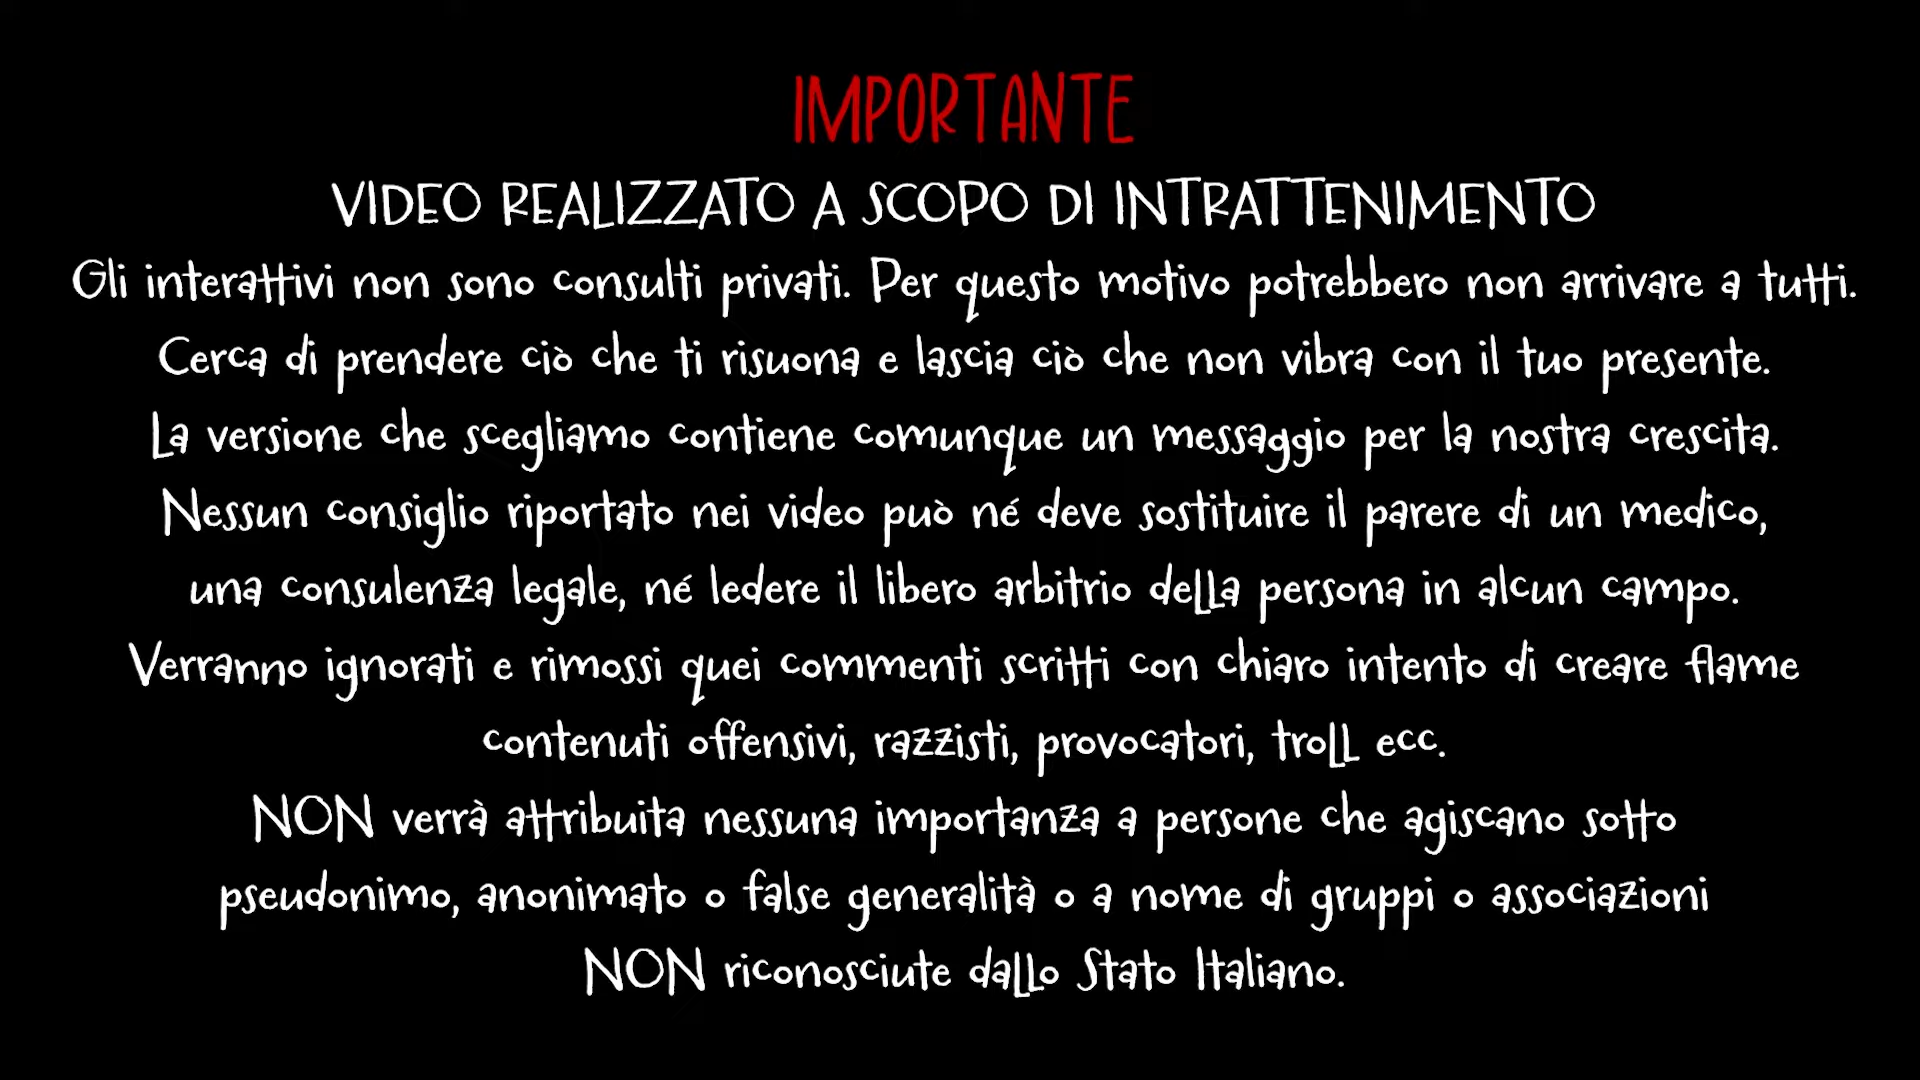 IMPORTANTE
VIDEO REALIZZATO A SCOPO DI INTRATTENIMENTO
Gli interattivi non sono consulti privati. Per questo motivo potrebbero non arrivare a tutti.
Cerca di prendere ciò che ti risuona e lascia ciò che non vibra con il tuo presente.
La versione che scegliamo contiene comunque un messaggio per la nostra crescita.
Nessun consiglio riportato nei video può né deve sostituire il parere di un medico,
una consulenza legale, né ledere il libero arbitrio della persona in alcun campo.
Verranno ignorati e rimossi quei commenti scritti con chiaro intento di creare flame
contenuti offensivi, razzisti, provocatori, troll ecc.
NON verrà attribuita nessuna importanza a persone che agiscano sotto
pseudonimo, anonimato o false generalità o a nome di gruppi o associazioni
NON riconosciute dallo Stato Italiano.